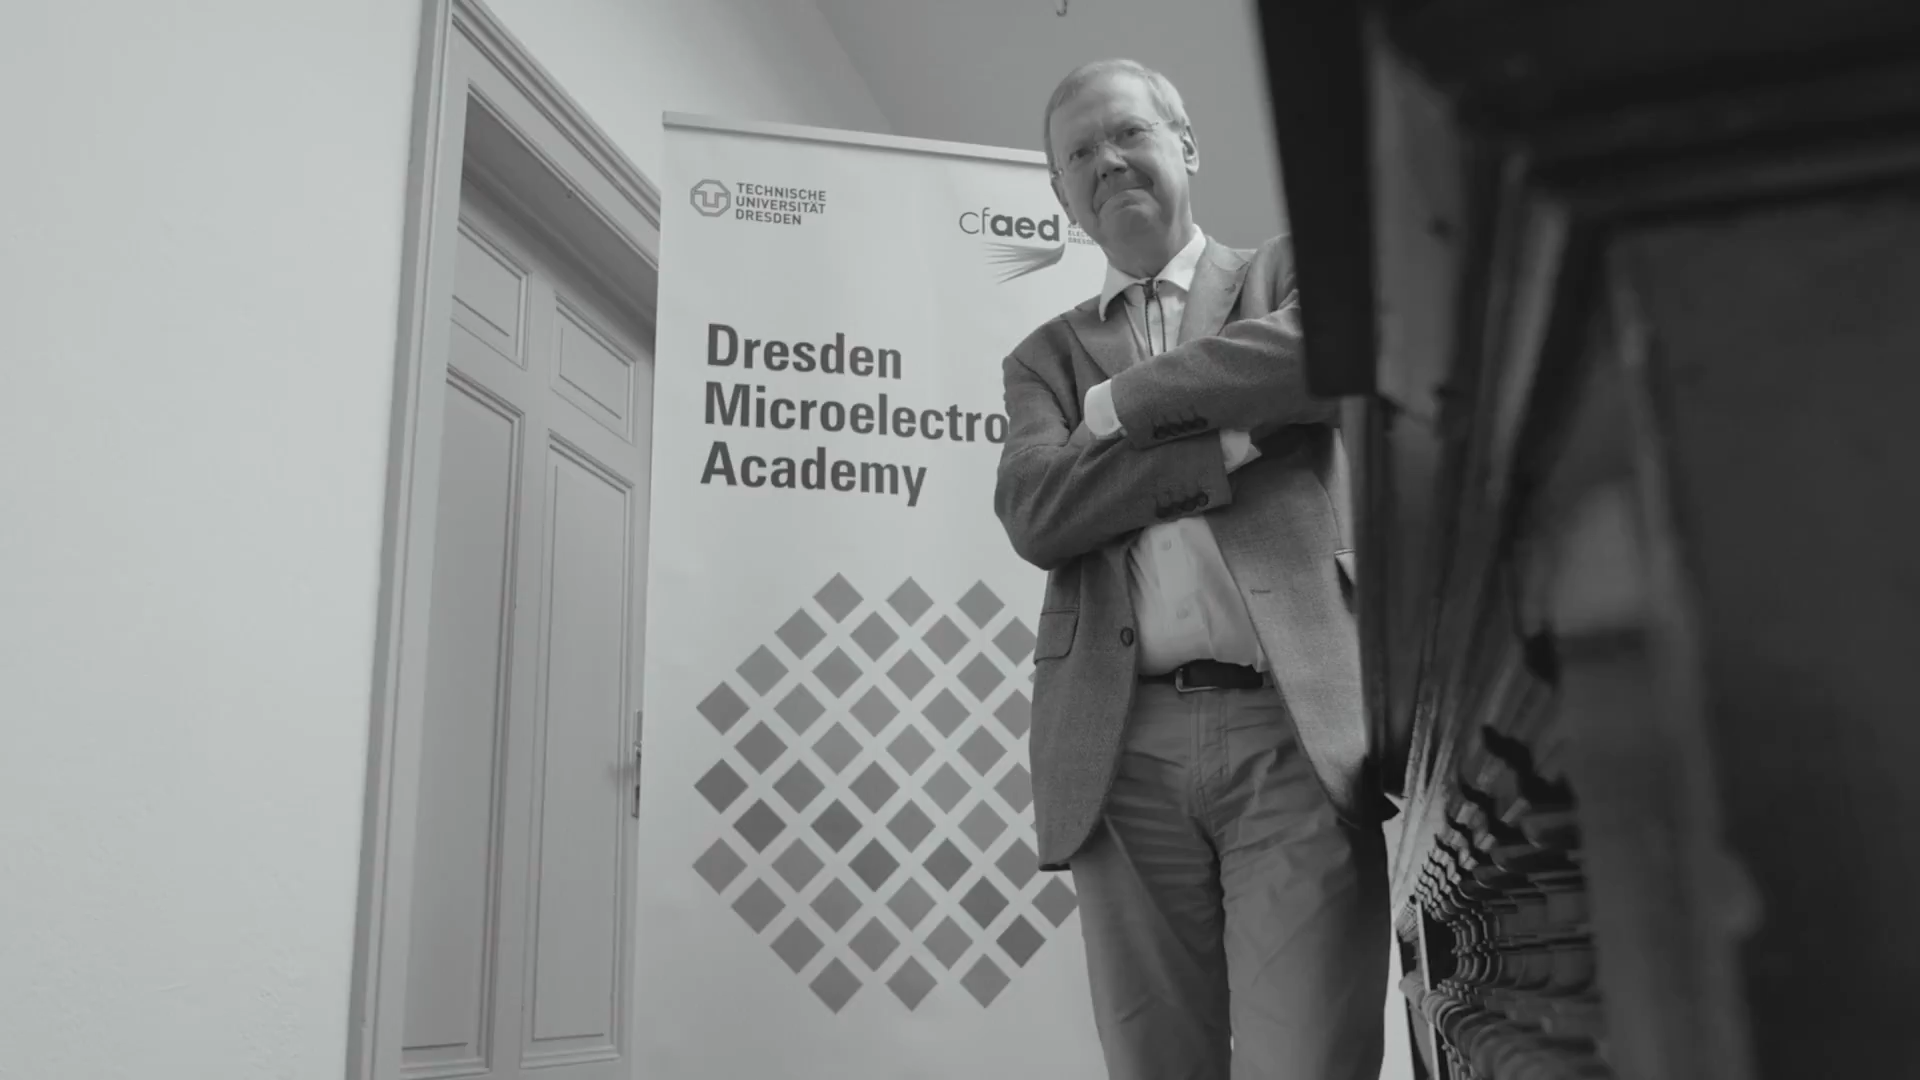 TECHNISCHE
UNIVERSITÄT
DRESDEN
cfaed
Dresden
Microelectro
Academy